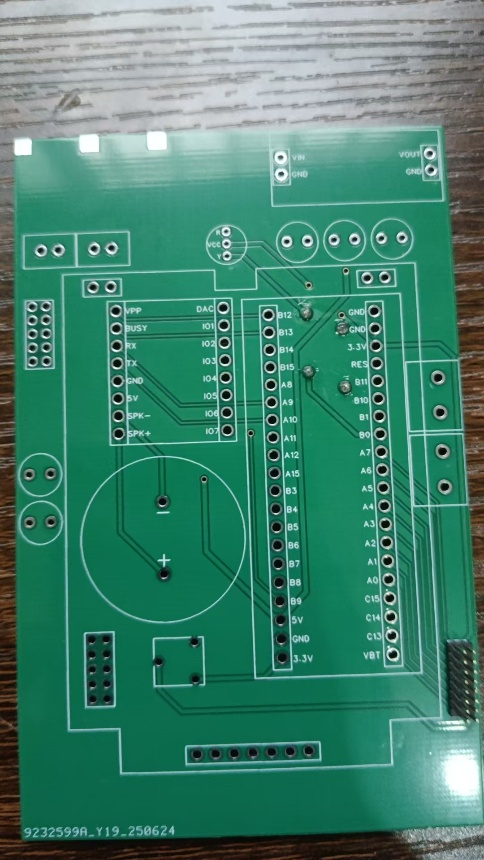 VIN
VOUT
GND
GND
R
VCC
Y
VPP
DAC
BUSY
IO1
RX
IO2
TX
IO3
GND
IO4
5V
IO5
SPK-
IO6
SPK+
IO7
B12
GND
B13
GND
B14
3.3V
B15
RES
A8
B11
A9
B10
A10
B1
A11
B0
A12
A7
A15
A6
B3
A5
B4
A4
B5
A3
B6
A2
B7
A1
B8
A0
B9
C15
5V
C14
GND
C13
3.3V
VBT
-
+
9232599A_Y19_250624